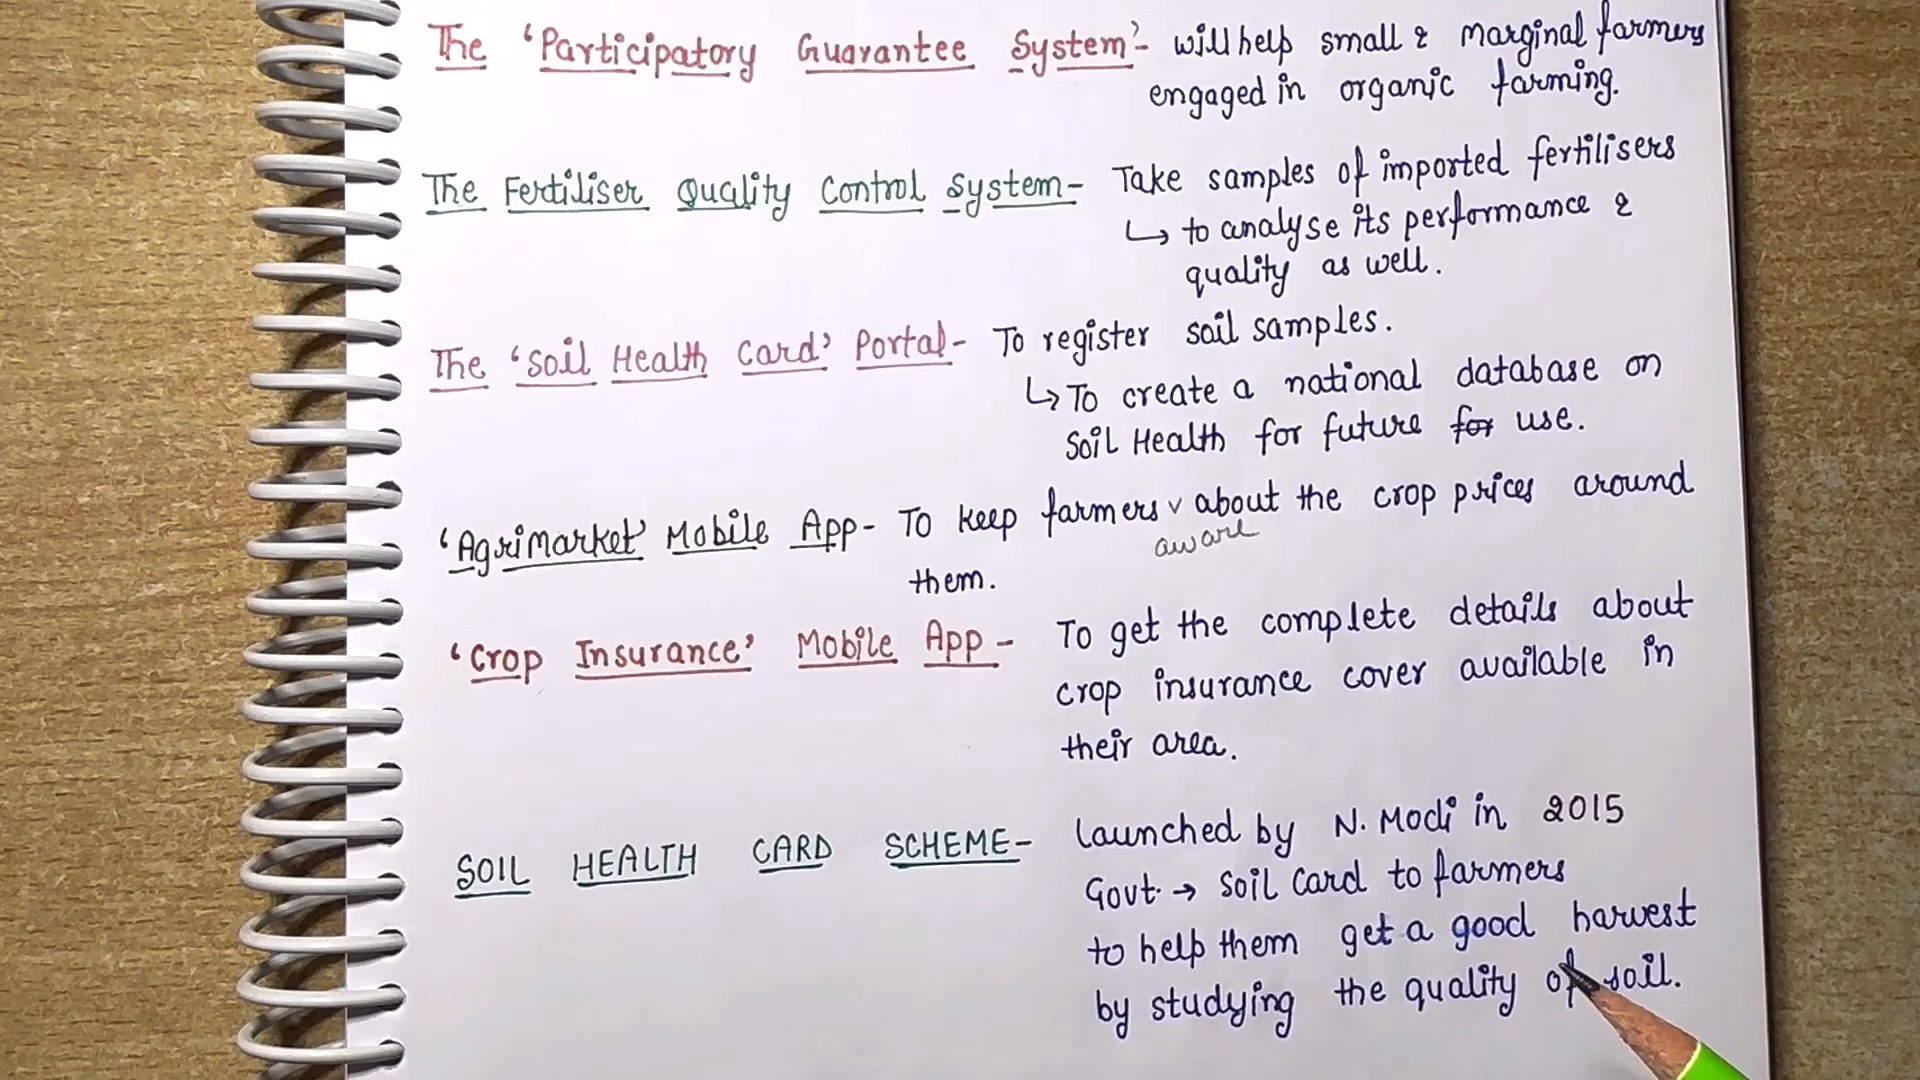 The 'Participatory Guarantee System'- will help small & marginal farmers
engaged in organic farming.
The Fertiliser Quality Control System- Take samples of imported fertilisers
↳ to analyse its performance &
quality as well.
The 'Soil Health Card' Portal- To register soil samples.
↳ To create a national database on
Soil Health for future for use.
'AgriMarket' Mobile App- To keep farmers v about the crop prices around
aware
them.
'Crop Insurance' Mobile App- To get the complete details about
crop insurance cover available in
their area.
SOIL HEALTH CARD SCHEME- Launched by N. Modi in 2015
Govt. → Soil Card to farmers
to help them get a good harvest
by studying the quality of soil.